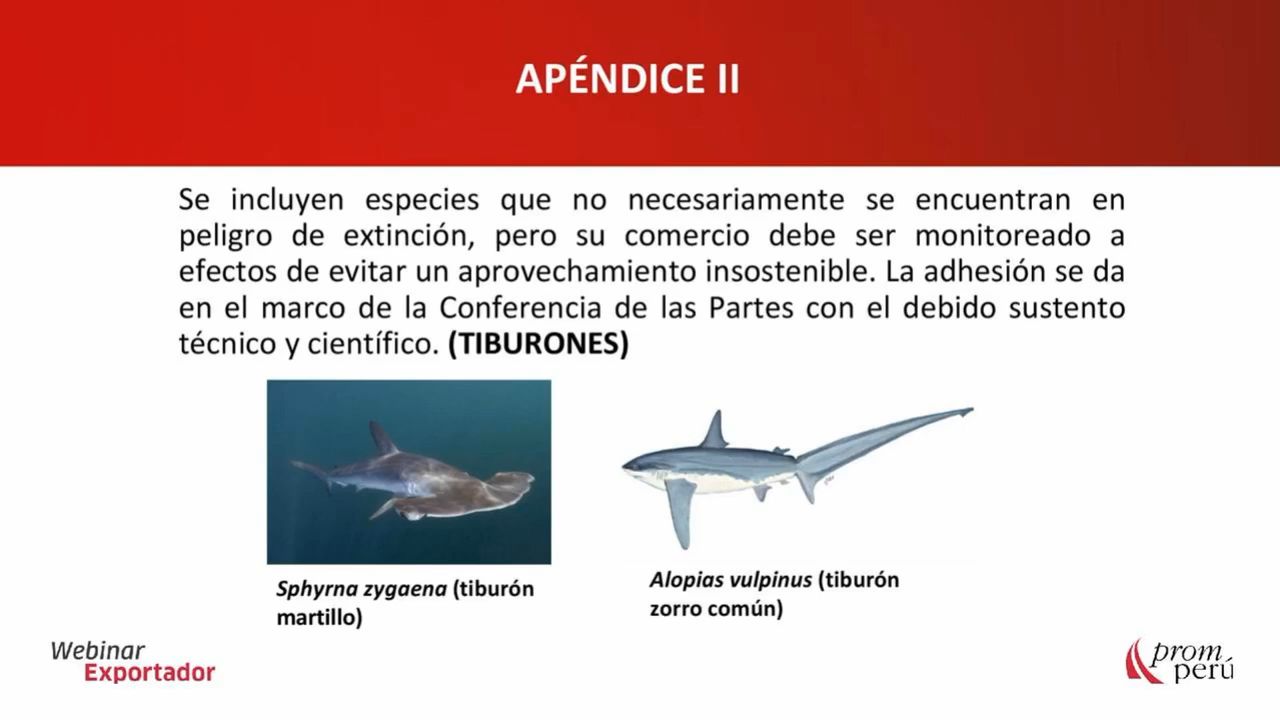 APÉNDICE II
Se incluyen especies que no necesariamente se encuentran en
peligro de extinción, pero su comercio debe ser monitoreado a
efectos de evitar un aprovechamiento insostenible. La adhesión se da
en el marco de la Conferencia de las Partes con el debido sustento
técnico y científico. (TIBURONES)
Sphyrna zygaena (tiburón
martillo)
Alopias vulpinus (tiburón
zorro común)
Webinar
Exportador
prom
perú